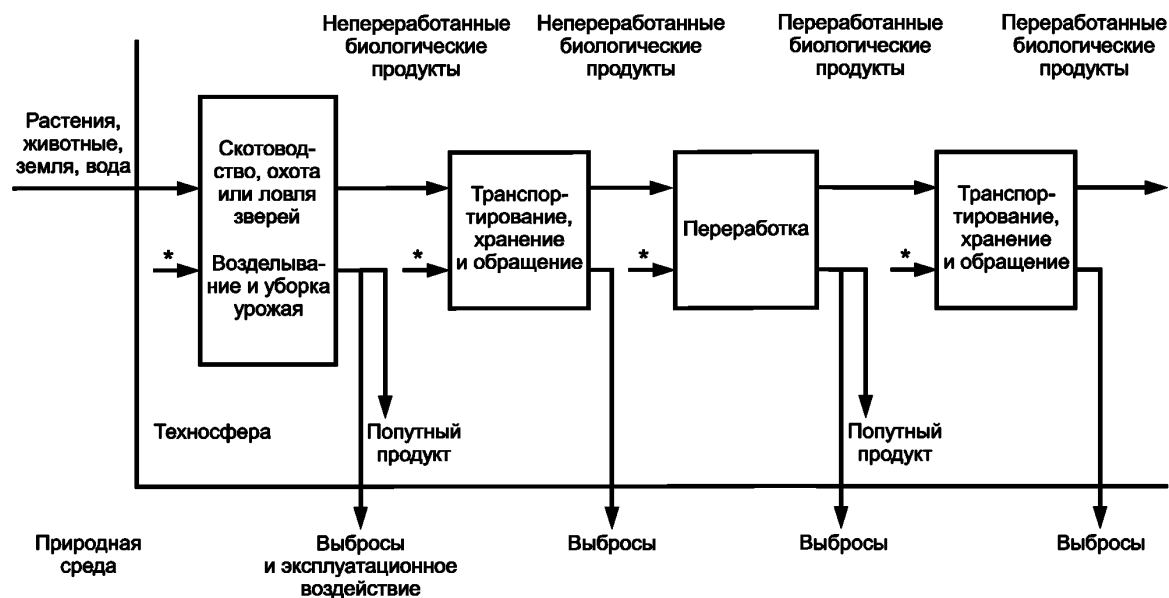 Непереработанные
биологические
продукты
Непереработанные
биологические
продукты
Переработанные
биологические
продукты
Переработанные
биологические
продукты
Растения,
животные,
земля, вода
Скотовод-
ство, охота
или ловля
зверей
Возделыва-
ние и уборка
урожая
*
Транспор-
тирование,
хранение
и обращение
*
Переработка
*
Транспор-
тирование,
хранение
и обращение
*
Техносфера
Попутный
продукт
Попутный
продукт
Природная
среда
Выбросы
и эксплуатационное
воздействие
Выбросы
Выбросы
Выбросы